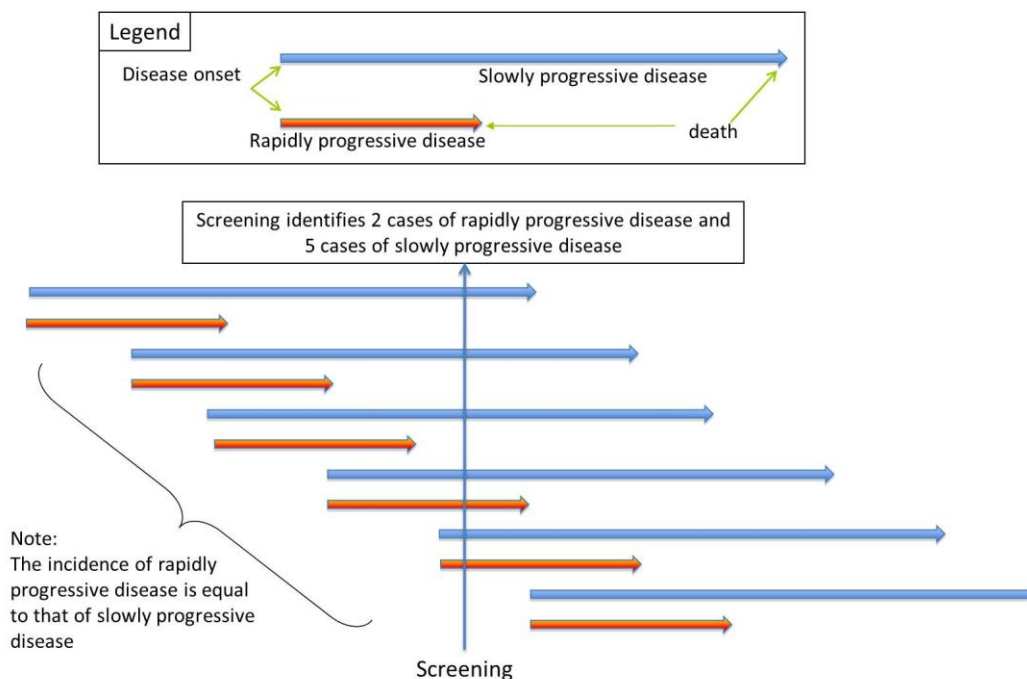 Legend
Disease onset
Slowly progressive disease
Rapidly progressive disease
death
Screening identifies 2 cases of rapidly progressive disease and
5 cases of slowly progressive disease
Note:
The incidence of rapidly
progressive disease is equal
to that of slowly progressive
disease
Screening